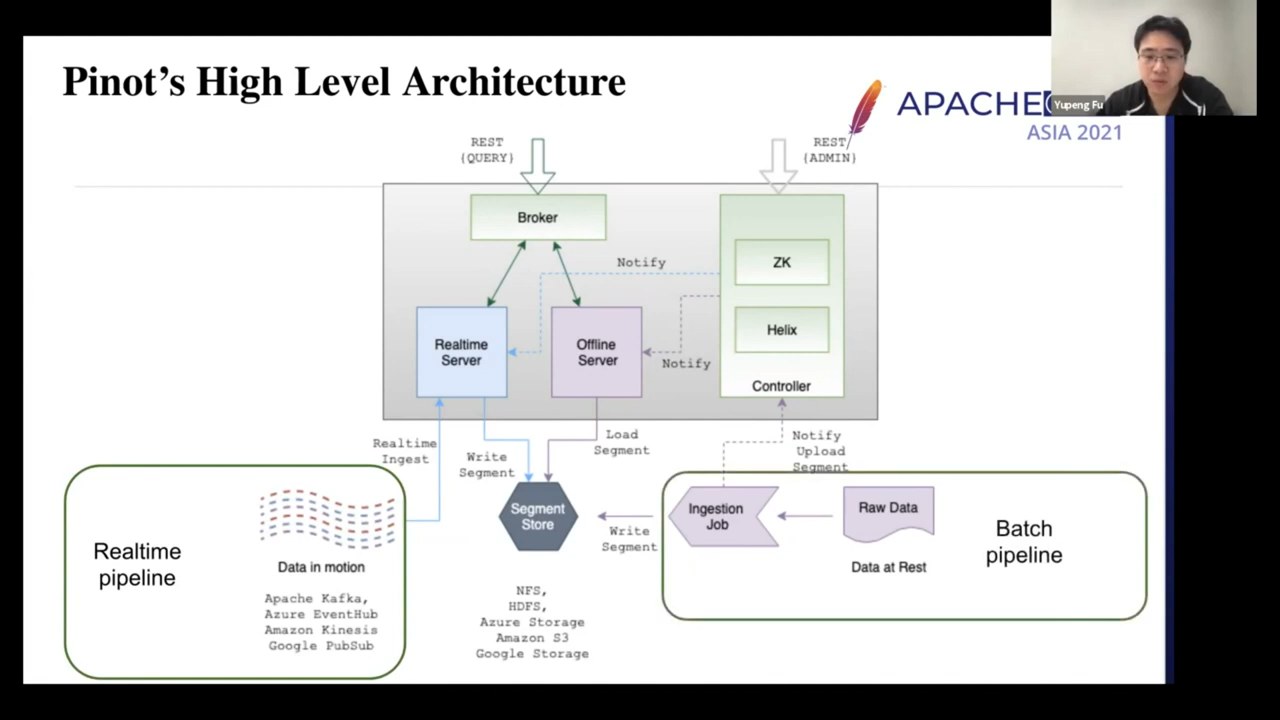 Pinot's High Level Architecture
Yupeng Fu
APACHE
ASIA 2021
REST
(QUERY)
REST
(ADMIN)
Broker
ZK
Notify
Helix
Realtime
Server
Offline
Server
Notify
Controller
Realtime
Ingest
Write
Segment
Load
Segment
Notify
Upload
Segment
Segment
Store
Ingestion
Job
Raw Data
Write
Segment
Realtime
pipeline
Data in motion
Batch
pipeline
Data at Rest
Apache Kafka,
Azure EventHub
Amazon Kinesis
Google PubSub
NFS,
HDFS,
Azure Storage
Amazon S3
Google Storage